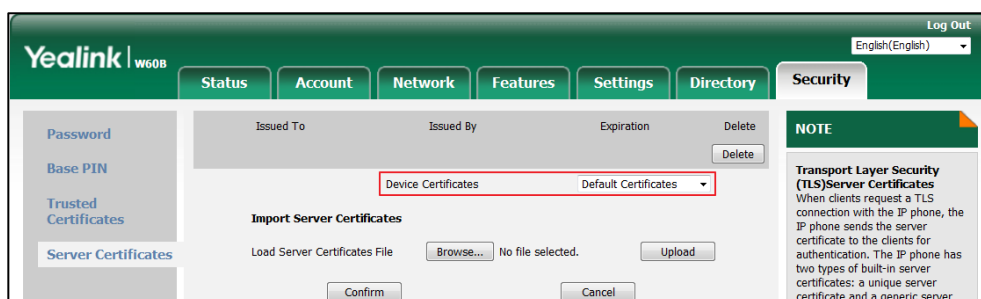 Log Out
English(English)
Yealink | W60B
Status Account Network Features Settings Directory Security
Password
Base PIN
Trusted
Certificates
Server Certificates
Issued To Issued By Expiration Delete
Delete
Device Certificates Default Certificates
Import Server Certificates
Load Server Certificates File Browse... No file selected. Upload
Confirm Cancel
NOTE
Transport Layer Security
(TLS)Server Certificates
When clients request a TLS
connection with the IP phone, the
IP phone sends the server
certificate to the clients for
authentication. The IP phone has
two types of built-in server
certificates: a unique server
certificate and a generic server